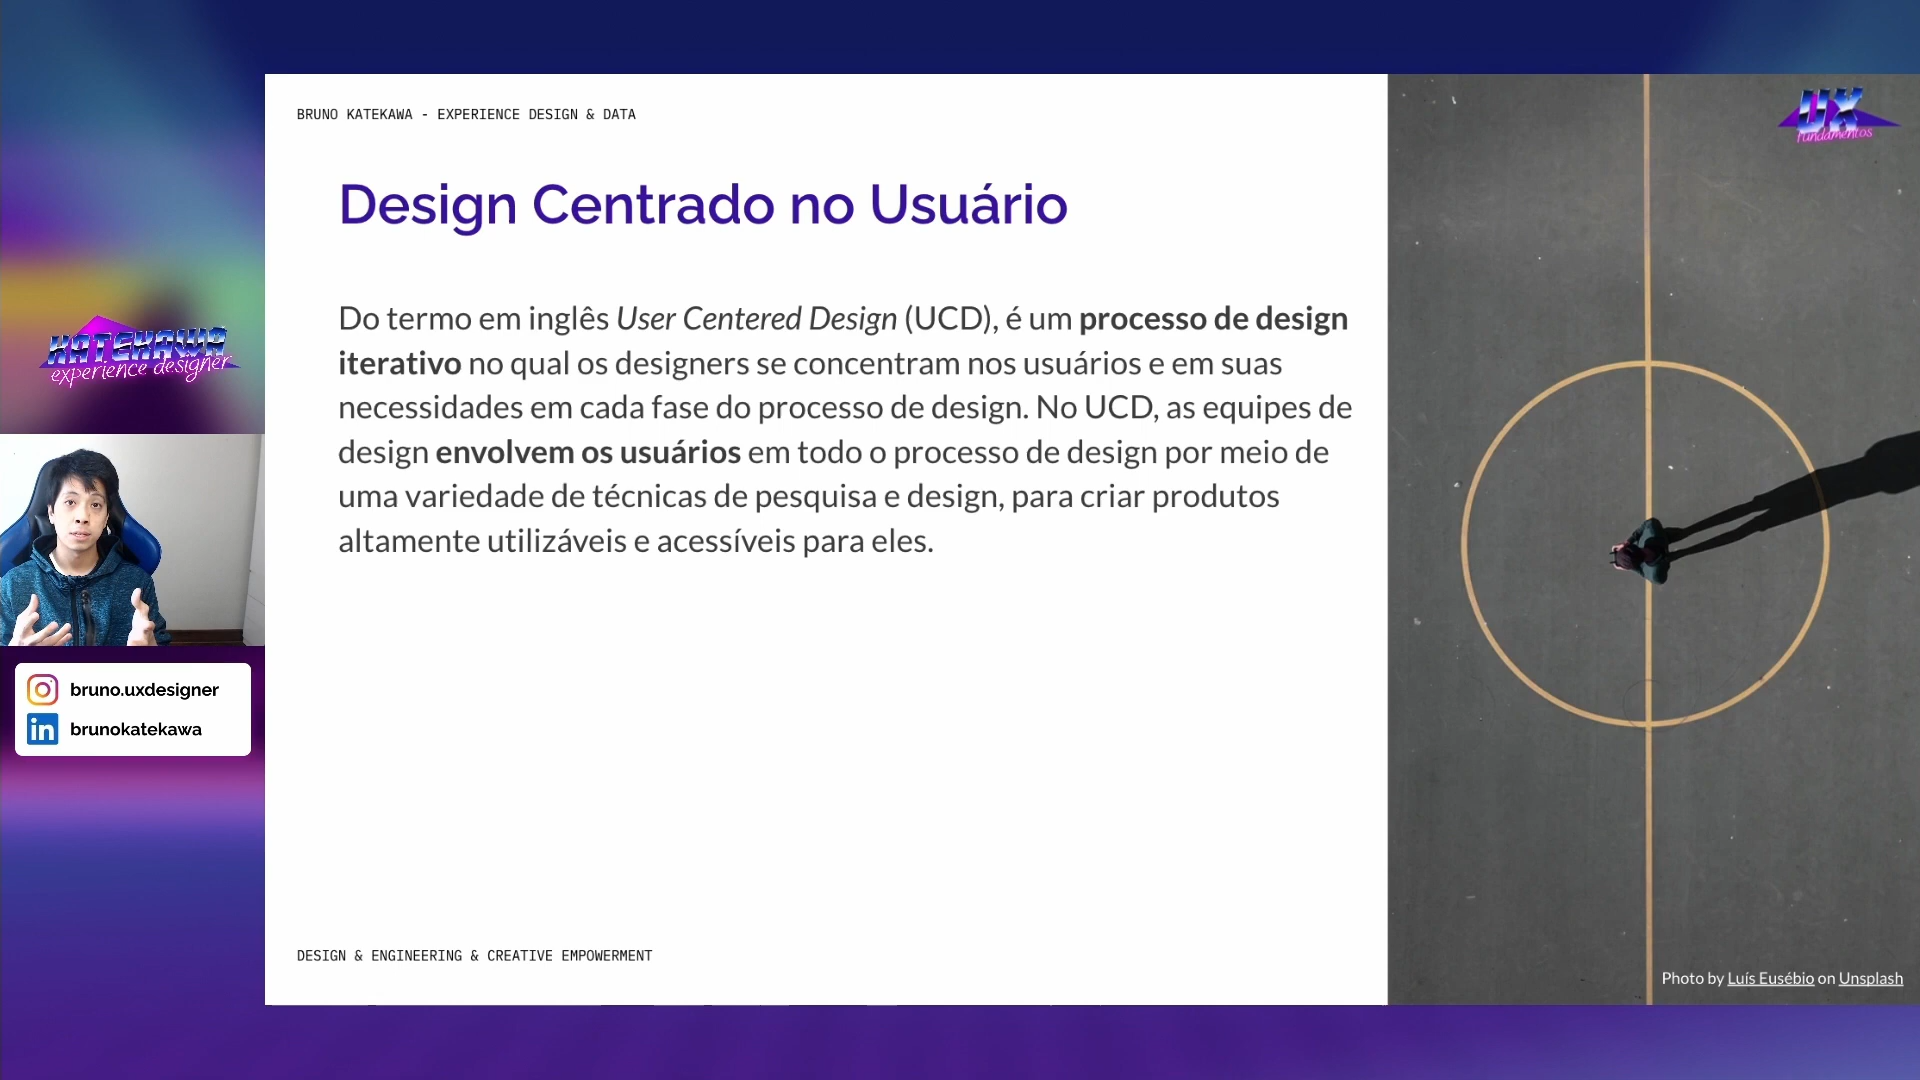 BRUNO KATEKAWA - EXPERIENCE DESIGN & DATA
UX
fundamentos
Design Centrado no Usuário
Do termo em inglês User Centered Design (UCD), é um processo de design
iterativo no qual os designers se concentram nos usuários e em suas
necessidades em cada fase do processo de design. No UCD, as equipes de
design envolvem os usuários em todo o processo de design por meio de
uma variedade de técnicas de pesquisa e design, para criar produtos
altamente utilizáveis e acessíveis para eles.
KATEKAWA
experience designer
bruno.uxdesigner
in brunokatekawa
DESIGN & ENGINEERING & CREATIVE EMPOWERMENT
Photo by Luís Eusébio on Unsplash